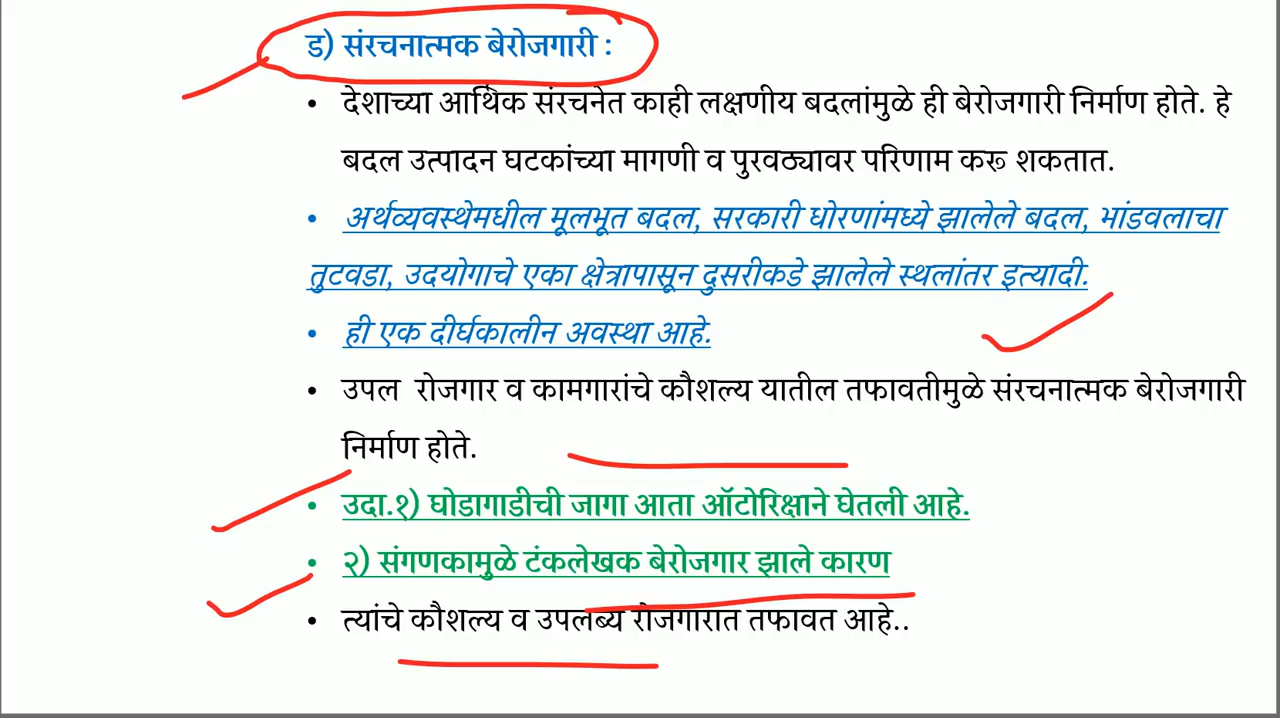 ड) संरचनात्मक बेरोजगारी :
• देशाच्या आर्थिक संरचनेत काही लक्षणीय बदलांमुळे ही बेरोजगारी निर्माण होते. हे
बदल उत्पादन घटकांच्या मागणी व पुरवठ्यावर परिणाम करू शकतात.
• अर्थव्यवस्थेमधील मूलभूत बदल, सरकारी धोरणांमध्ये झालेले बदल, भांडवलाचा
तुटवडा, उदयोगाचे एका क्षेत्रापासून दुसरीकडे झालेले स्थलांतर इत्यादी.
• ही एक दीर्घकालीन अवस्था आहे.
• उपल रोजगार व कामगारांचे कौशल्य यातील तफावतीमुळे संरचनात्मक बेरोजगारी
निर्माण होते.
• उदा.१) घोडागाडीची जागा आता ऑटोरिक्षाने घेतली आहे.
• २) संगणकामुळे टंकलेखक बेरोजगार झाले कारण
• त्यांचे कौशल्य व उपलब्य रोजगारात तफावत आहे..